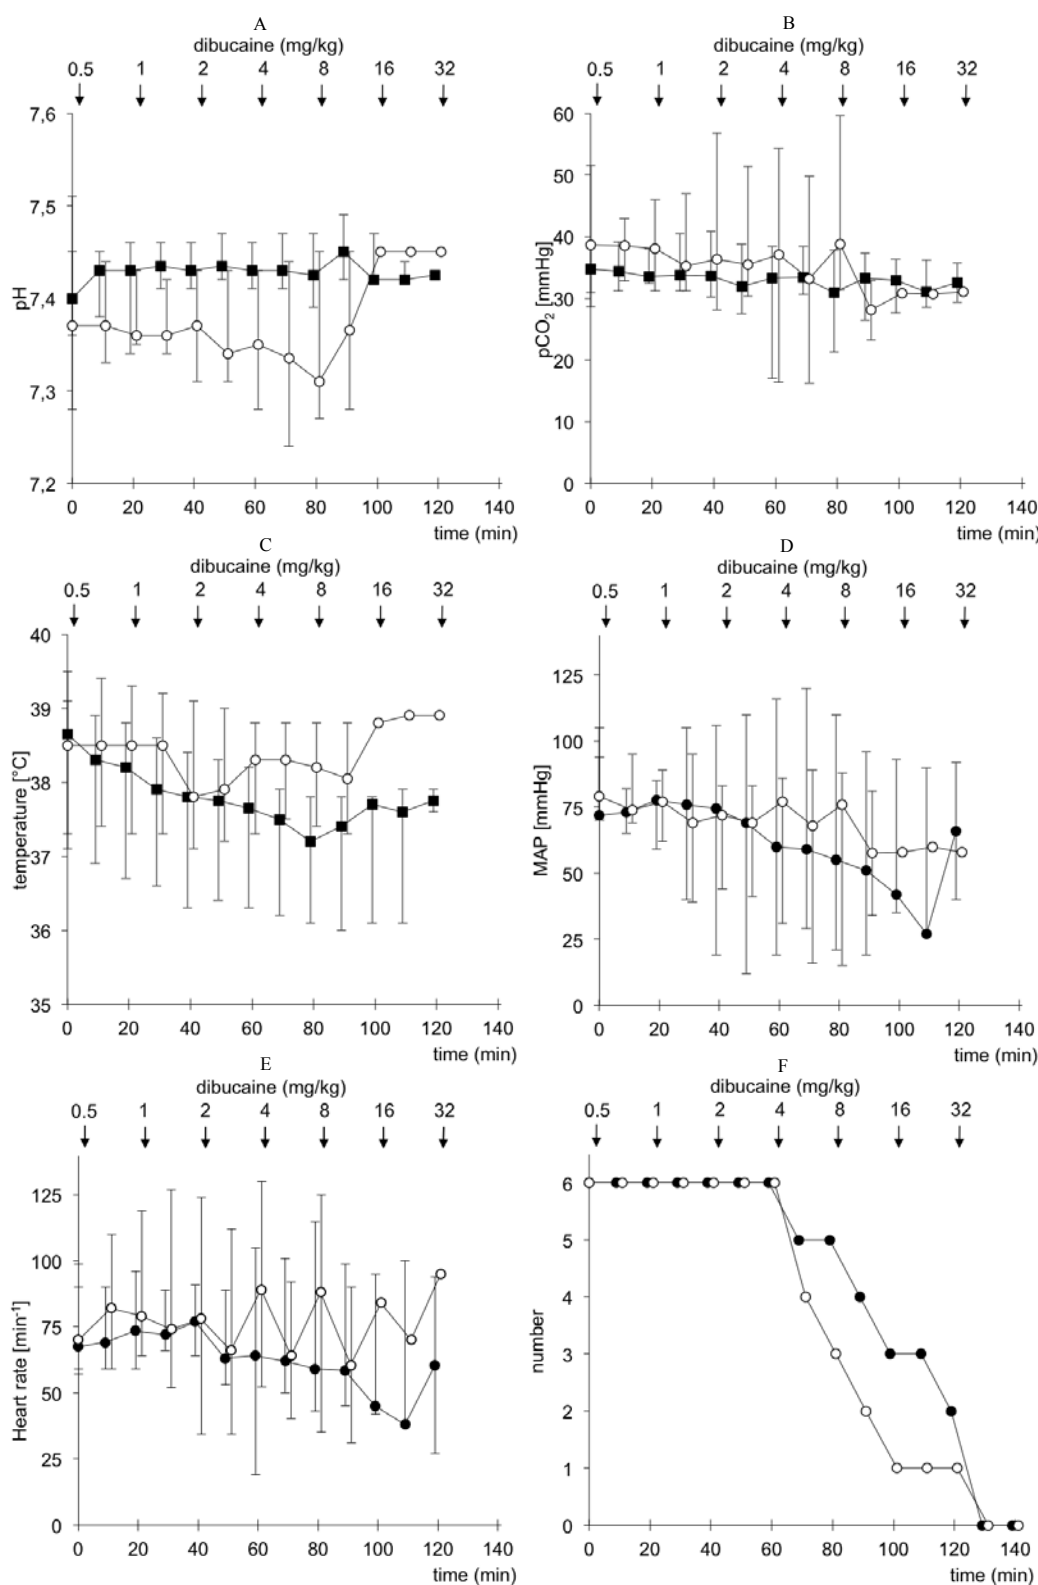 A
dibucaine (mg/kg)
0.5 1 2 4 8 16 32
7,6
7,5
7,4
7,3
7,2
pH
0 20 40 60 80 100 120 140
time (min)
B
dibucaine (mg/kg)
0.5 1 2 4 8 16 32
60
50
40
30
20
10
0
pCO₂ [mmHg]
0 20 40 60 80 100 120 140
time (min)
C
dibucaine (mg/kg)
0.5 1 2 4 8 16 32
40
39
38
37
36
35
temperature [°C]
0 20 40 60 80 100 120 140
time (min)
D
dibucaine (mg/kg)
0.5 1 2 4 8 16 32
125
100
75
50
25
0
MAP [mmHg]
0 20 40 60 80 100 120 140
time (min)
E
dibucaine (mg/kg)
0.5 1 2 4 8 16 32
125
100
75
50
25
0
Heart rate [min⁻¹]
0 20 40 60 80 100 120 140
time (min)
F
dibucaine (mg/kg)
0.5 1 2 4 8 16 32
6
5
4
3
2
1
0
number
0 20 40 60 80 100 120 140
time (min)